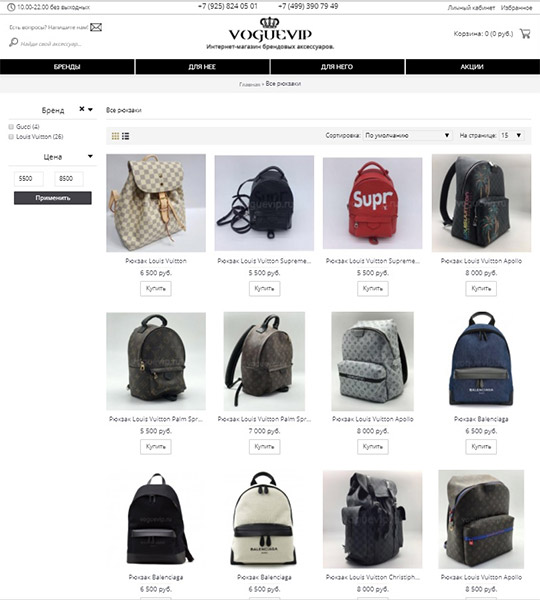 10.00-22.00 без выходных
+7 (925) 824 05 01 +7 (499) 390 79 49
Личный кабинет Избранное
Есть вопросы? Напишите нам!
Найди свой аксессуар...
VOGUEVIP
Интернет-магазин брендовых аксессуаров.
Корзина: 0 (0 руб.)
БРЕНДЫ ДЛЯ НЕЕ ДЛЯ НЕГО АКЦИИ
Главная » Все рюкзаки
Бренд
Gucci (4)
Louis Vuitton (26)
Цена
5500 8500
Применить
Все рюкзаки
Сортировка: По умолчанию На странице: 15
Supr
Рюкзак Louis Vuitton Рюкзак Louis Vuitton Supreme... Рюкзак Louis Vuitton Supreme... Рюкзак Louis Vuitton Apollo
6 500 руб. 5 500 руб. 5 500 руб. 8 000 руб.
Купить Купить Купить Купить
Рюкзак Louis Vuitton Palm Spr... Рюкзак Louis Vuitton Palm Spr... Рюкзак Louis Vuitton Apollo Рюкзак Balenciaga
5 500 руб. 7 000 руб. 8 000 руб. 6 500 руб.
Купить Купить Купить Купить
BALENCIAGA
Рюкзак Balenciaga Рюкзак Balenciaga Рюкзак Louis Vuitton Christiph... Рюкзак Louis Vuitton Apollo
6 500 руб. 6 500 руб. 8 000 руб. 8 500 руб.